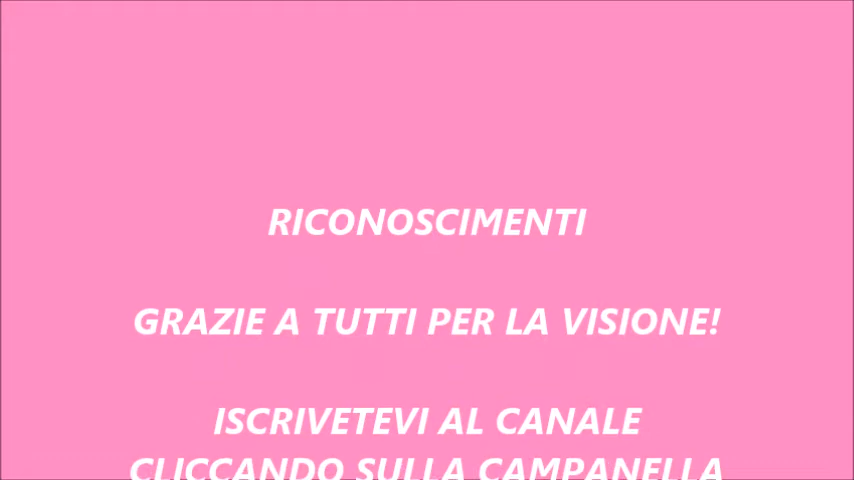 RICONOSCIMENTI
GRAZIE A TUTTI PER LA VISIONE!
ISCRIVETEVI AL CANALE
CLICCANDO SULLA CAMPANELLA